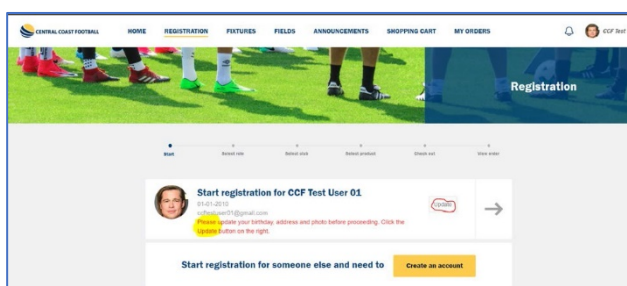 CENTRAL COAST FOOTBALL HOME REGISTRATION FIXTURES FIELDS ANNOUNCEMENTS SHOPPING CART MY ORDERS CCF Test
Registration
Start Select role Select club Select product Check out View order
Start registration for CCF Test User 01
01-01-2010
ccftestuser01@gmail.com
Please update your birthday, address and photo before proceeding. Click the
Update button on the right.
Update
Start registration for someone else and need to Create an account